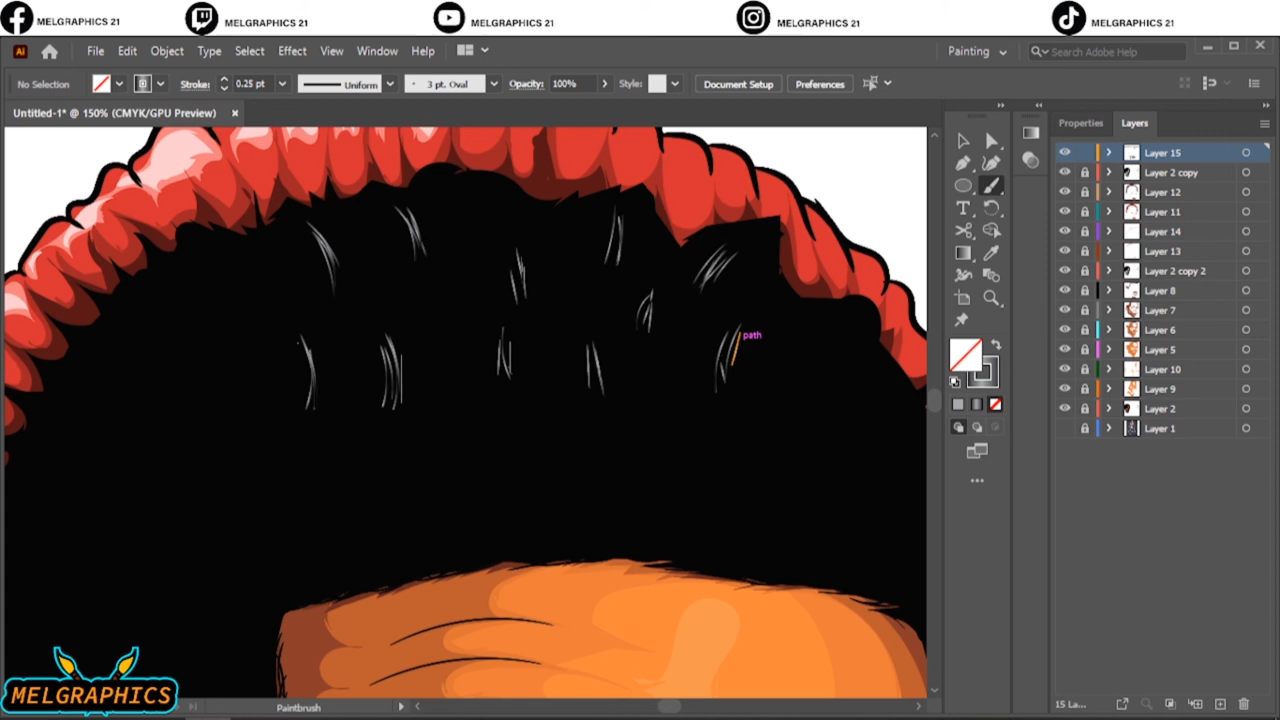 MELGRAPHICS 21
MELGRAPHICS 21
MELGRAPHICS 21
MELGRAPHICS 21
MELGRAPHICS 21
Ai File Edit Object Type Select Effect View Window Help Painting Search Adobe Help
No Selection Stroke: 0.25 pt Uniform 3 pt. Oval Opacity: 100% Style: Document Setup Preferences
Untitled-1* @ 150% (CMYK/GPU Preview)
Properties Layers
Layer 15
Layer 2 copy
Layer 12
Layer 11
Layer 14
Layer 13
Layer 2 copy 2
Layer 8
Layer 7
Layer 6
Layer 5
Layer 10
Layer 9
Layer 2
Layer 1
path
MELGRAPHICS
Paintbrush
15 La...